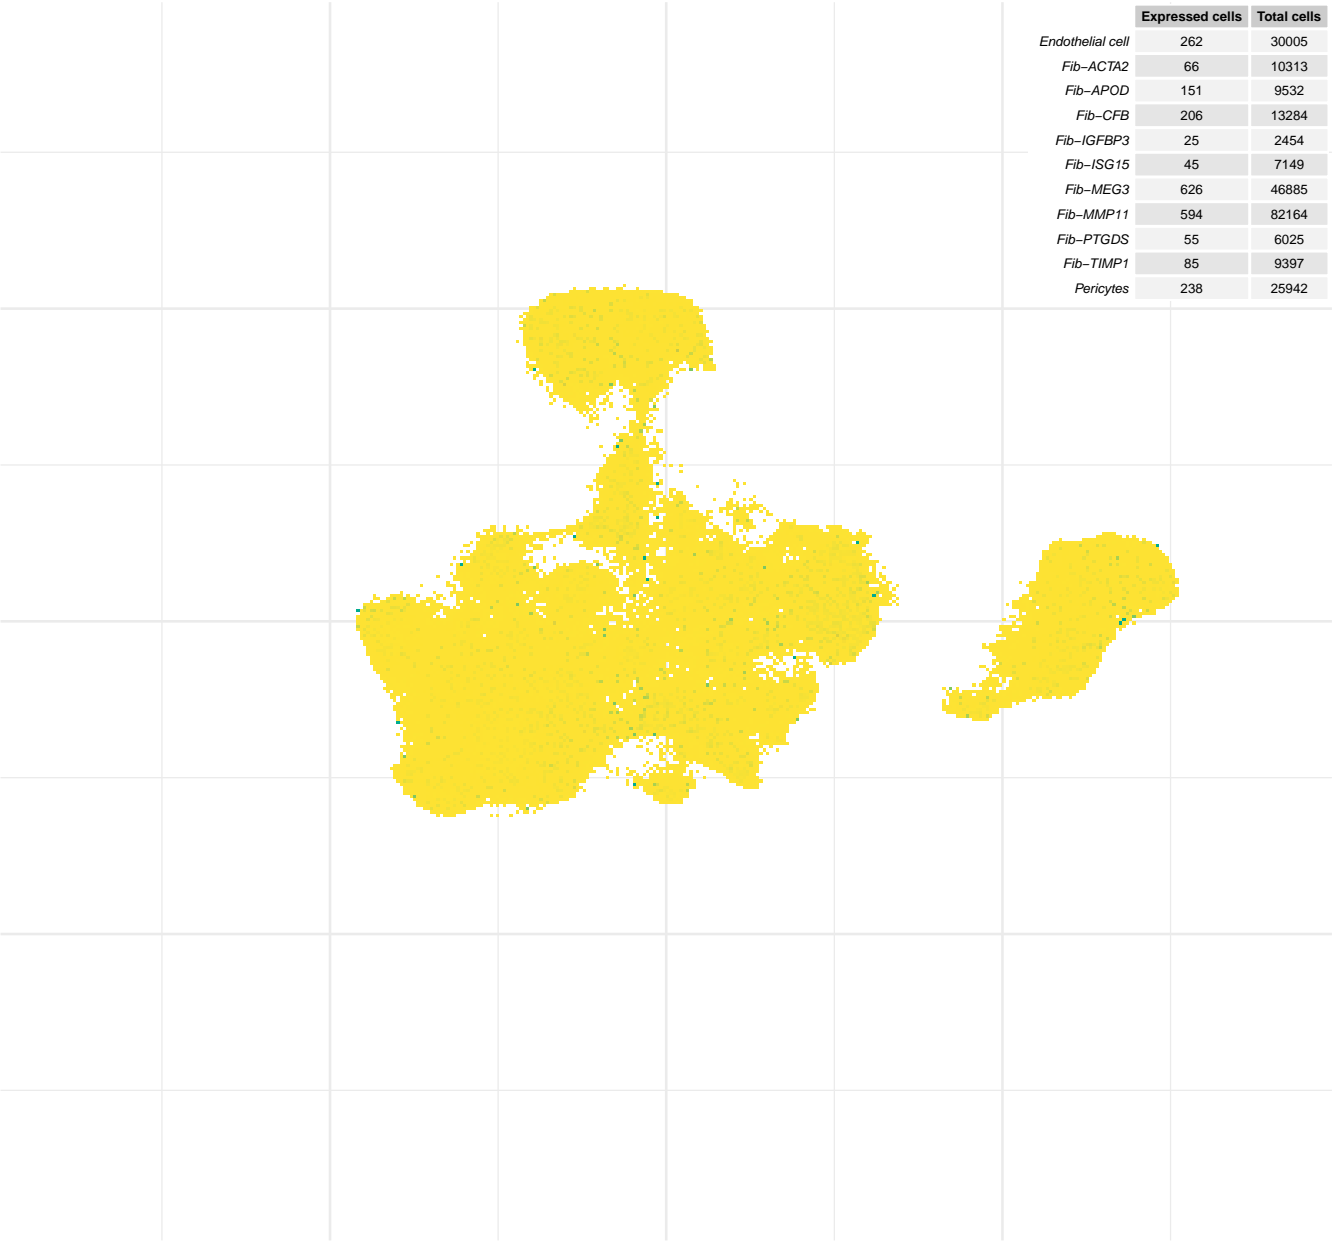 Expressed cells Total cells
Endothelial cell 262 30005
Fib−ACTA2 66 10313
Fib−APOD 151 9532
Fib−CFB 206 13284
Fib−IGFBP3 25 2454
Fib−ISG15 45 7149
Fib−MEG3 626 46885
Fib−MMP11 594 82164
Fib−PTGDS 55 6025
Fib−TIMP1 85 9397
Pericytes 238 25942